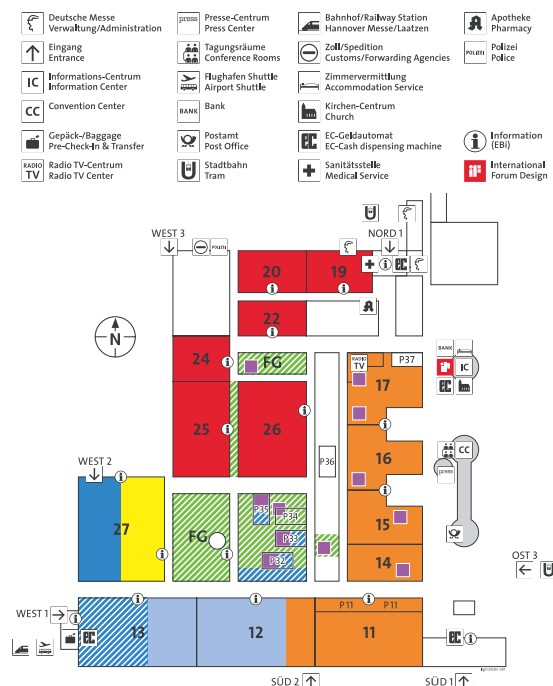 Deutsche Messe
Verwaltung/Administration
press
Presse-Centrum
Press Center
Bahnhof/Railway Station
Hannover Messe/Laatzen
Apotheke
Pharmacy
Eingang
Entrance
Tagungsräume
Conference Rooms
Zoll/Spedition
Customs/Forwarding Agencies
POLIZEI
Polizei
Police
IC
Informations-Centrum
Information Center
Flughafen Shuttle
Airport Shuttle
Zimmervermittlung
Accommodation Service
CC
Convention Center
BANK
Bank
Kirchen-Centrum
Church
Gepäck-/Baggage
Pre-Check-In & Transfer
Postamt
Post Office
EC
EC-Geldautomat
EC-Cash dispensing machine
i
Information
(EBi)
RADIO
TV
Radio TV-Centrum
Radio TV Center
U
Stadtbahn
Tram
Sanitätsstelle
Medical Service
iF
International
Forum Design
U
WEST 3
POLIZEI
NORD 1
20
i
19
i
i
EC
22
i
A
N
24
i
FG
RADIO
TV
P37
BANK
iF
IC
EC
17
25
i
26
i
i
P36
16
CC
press
WEST 2
i
27
i
FG
i
P35
P34
P33
P32
i
15
14
OST 3
U
WEST 1
i
EC
13
i
12
i
11
P11
P11
i
EC
i
SÜD 2
SÜD 1